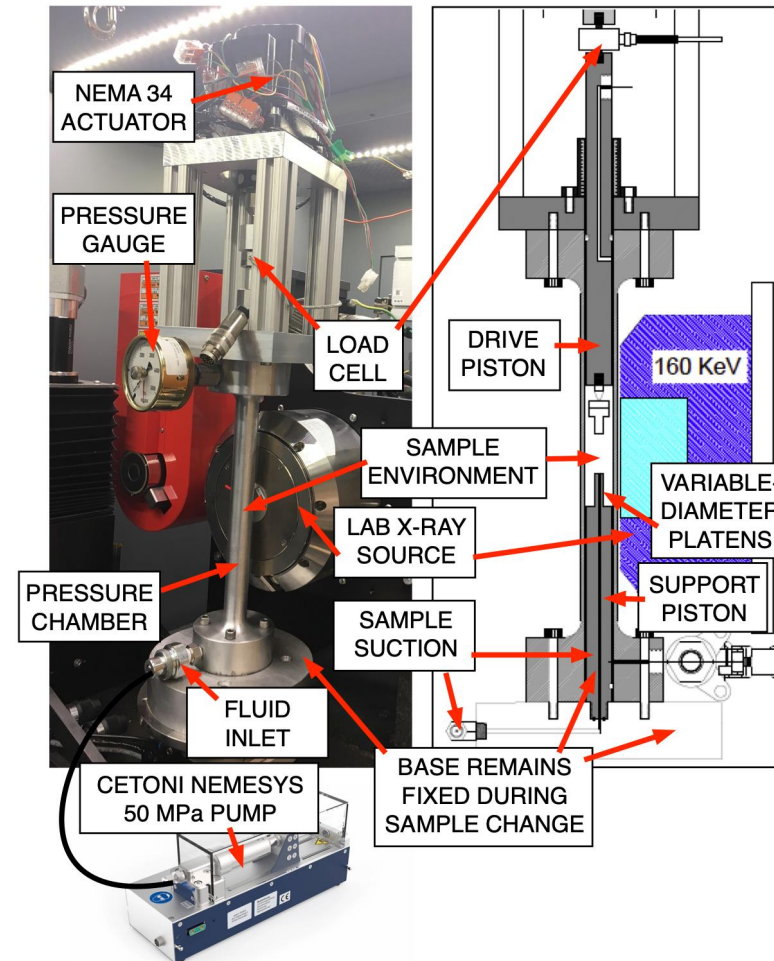 NEMA 34
ACTUATOR
PRESSURE
GAUGE
LOAD
CELL
DRIVE
PISTON
160 KeV
SAMPLE
ENVIRONMENT
VARIABLE-
DIAMETER
PLATENS
LAB X-RAY
SOURCE
PRESSURE
CHAMBER
SUPPORT
PISTON
SAMPLE
SUCTION
FLUID
INLET
BASE REMAINS
FIXED DURING
SAMPLE CHANGE
CETONI NEMESYS
50 MPa PUMP